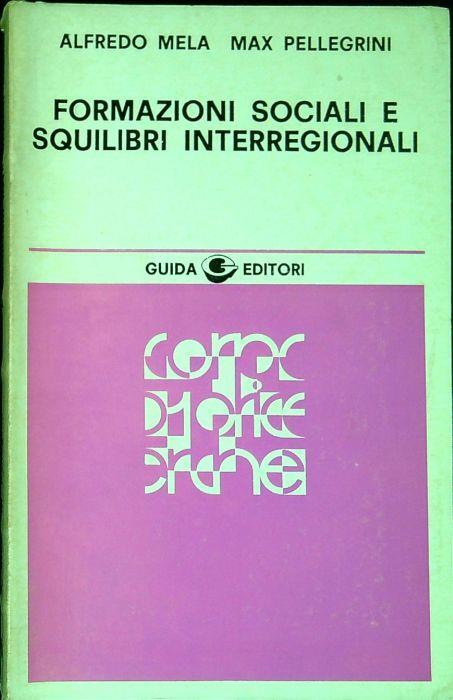 ALFREDO MELA MAX PELLEGRINI
FORMAZIONI SOCIALI E
SQUILIBRI INTERREGIONALI
GUIDA EDITORI